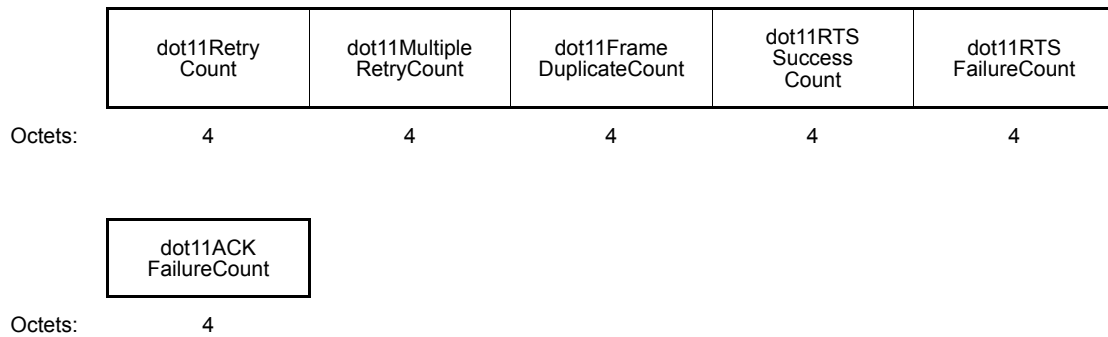 dot11Retry
Count
dot11Multiple
RetryCount
dot11Frame
DuplicateCount
dot11RTS
Success
Count
dot11RTS
FailureCount
Octets: 4 4 4 4 4
dot11ACK
FailureCount
Octets: 4